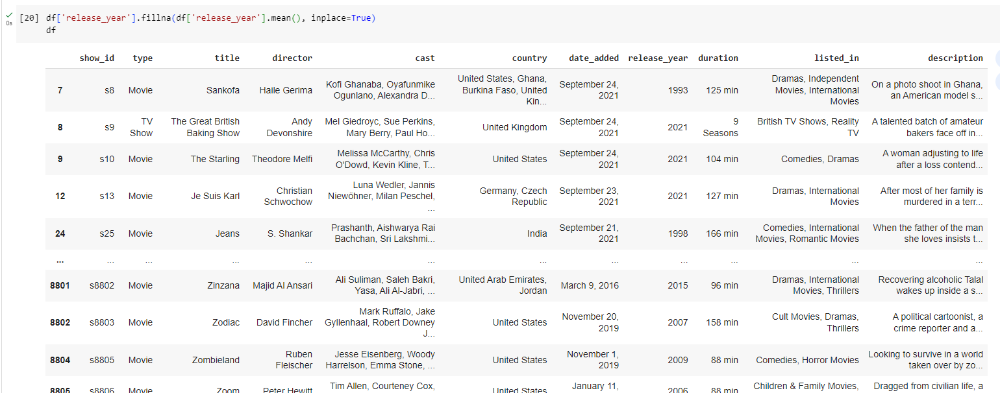 [20] df['release_year'].fillna(df['release_year'].mean(), inplace=True)
0s
df
show_id type title director cast country date_added release_year duration listed_in description
7 s8 Movie Sankofa Haile Gerima Kofi Ghanaba, Oyafunmike Ogunlano, Alexandra D... United States, Ghana, Burkina Faso, United Kin... September 24, 2021 1993 125 min Dramas, Independent Movies, International Movies On a photo shoot in Ghana, an American model s...
8 s9 TV Show The Great British Baking Show Andy Devonshire Mel Giedroyc, Sue Perkins, Mary Berry, Paul Ho... United Kingdom September 24, 2021 2021 9 Seasons British TV Shows, Reality TV A talented batch of amateur bakers face off in...
9 s10 Movie The Starling Theodore Melfi Melissa McCarthy, Chris O'Dowd, Kevin Kline, T... United States September 24, 2021 2021 104 min Comedies, Dramas A woman adjusting to life after a loss contend...
12 s13 Movie Je Suis Karl Christian Schwochow Luna Wedler, Jannis Niewöhner, Milan Peschel, ... Germany, Czech Republic September 23, 2021 2021 127 min Dramas, International Movies After most of her family is murdered in a terr...
24 s25 Movie Jeans S. Shankar Prashanth, Aishwarya Rai Bachchan, Sri Lakshmi... India September 21, 2021 1998 166 min Comedies, International Movies, Romantic Movies When the father of the man she loves insists t...
... ... ... ... ... ... ... ... ... ... ... ...
8801 s8802 Movie Zinzana Majid Al Ansari Ali Suliman, Saleh Bakri, Yasa, Ali Al-Jabri, ... United Arab Emirates, Jordan March 9, 2016 2015 96 min Dramas, International Movies, Thrillers Recovering alcoholic Talal wakes up inside a s...
8802 s8803 Movie Zodiac David Fincher Mark Ruffalo, Jake Gyllenhaal, Robert Downey J... United States November 20, 2019 2007 158 min Cult Movies, Dramas, Thrillers A political cartoonist, a crime reporter and a...
8804 s8805 Movie Zombieland Ruben Fleischer Jesse Eisenberg, Woody Harrelson, Emma Stone, ... United States November 1, 2019 2009 88 min Comedies, Horror Movies Looking to survive in a world taken over by zo...
8805 s8806 Movie Zoom Peter Hewitt Tim Allen, Courteney Cox, United States January 11, 2006 88 min Children & Family Movies, Dragged from civilian life, a